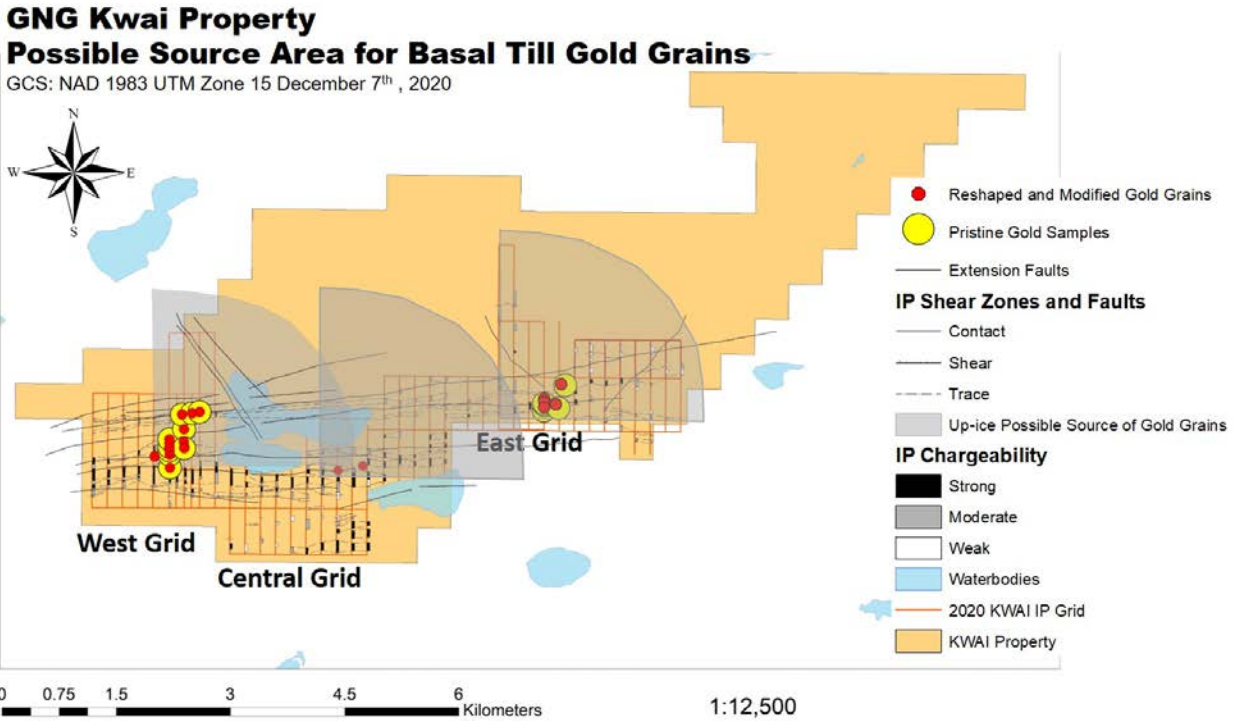 GNG Kwai Property
Possible Source Area for Basal Till Gold Grains
GCS: NAD 1983 UTM Zone 15 December 7th , 2020
N
W E
S
Reshaped and Modified Gold Grains
Pristine Gold Samples
Extension Faults
IP Shear Zones and Faults
Contact
Shear
Trace
Up-ice Possible Source of Gold Grains
IP Chargeability
Strong
Moderate
Weak
Waterbodies
2020 KWAI IP Grid
KWAI Property
East Grid
West Grid
Central Grid
0 0.75 1.5 3 4.5 6
Kilometers
1:12,500